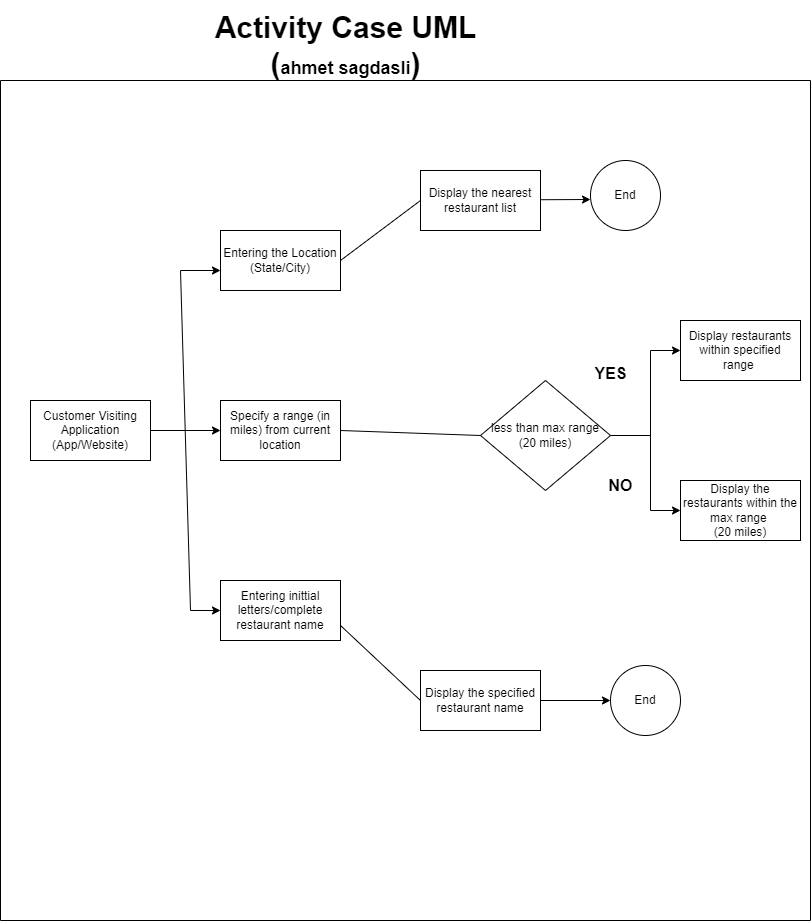 Activity Case UML
(ahmet sagdasli)
Display the nearest
restaurant list
End
Entering the Location
(State/City)
Display restaurants
within specified
range
YES
Customer Visiting
Application
(App/Website)
Specify a range (in
miles) from current
location
less than max range
(20 miles)
NO
Display the
restaurants within the
max range
(20 miles)
Entering inittial
letters/complete
restaurant name
Display the specified
restaurant name
End